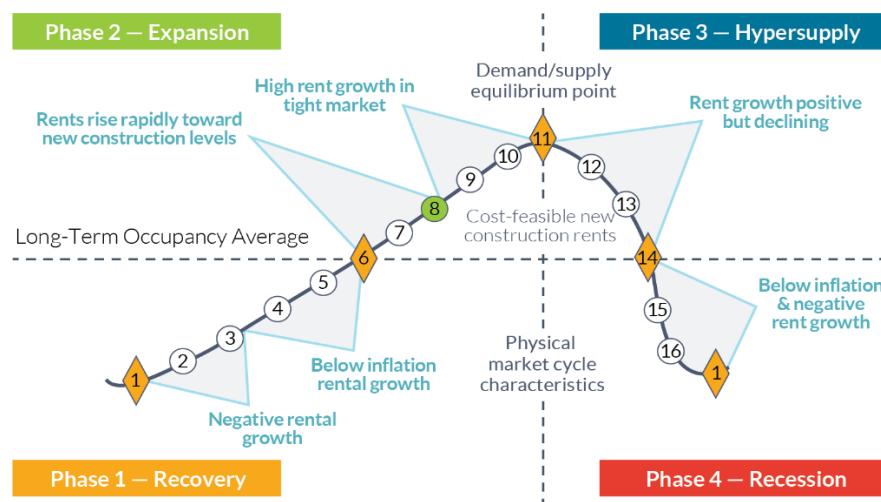 Phase 2 — Expansion
Phase 3 — Hypersupply
Demand/supply
equilibrium point
High rent growth in
tight market
Rents rise rapidly toward
new construction levels
Rent growth positive
but declining
11
10
12
9
13
8
7
Cost-feasible new
construction rents
Long-Term Occupancy Average
6
14
5
4
3
2
1
15
16
1
Below inflation
& negative
rent growth
Physical
market cycle
characteristics
Below inflation
rental growth
Negative rental
growth
Phase 1 — Recovery
Phase 4 — Recession